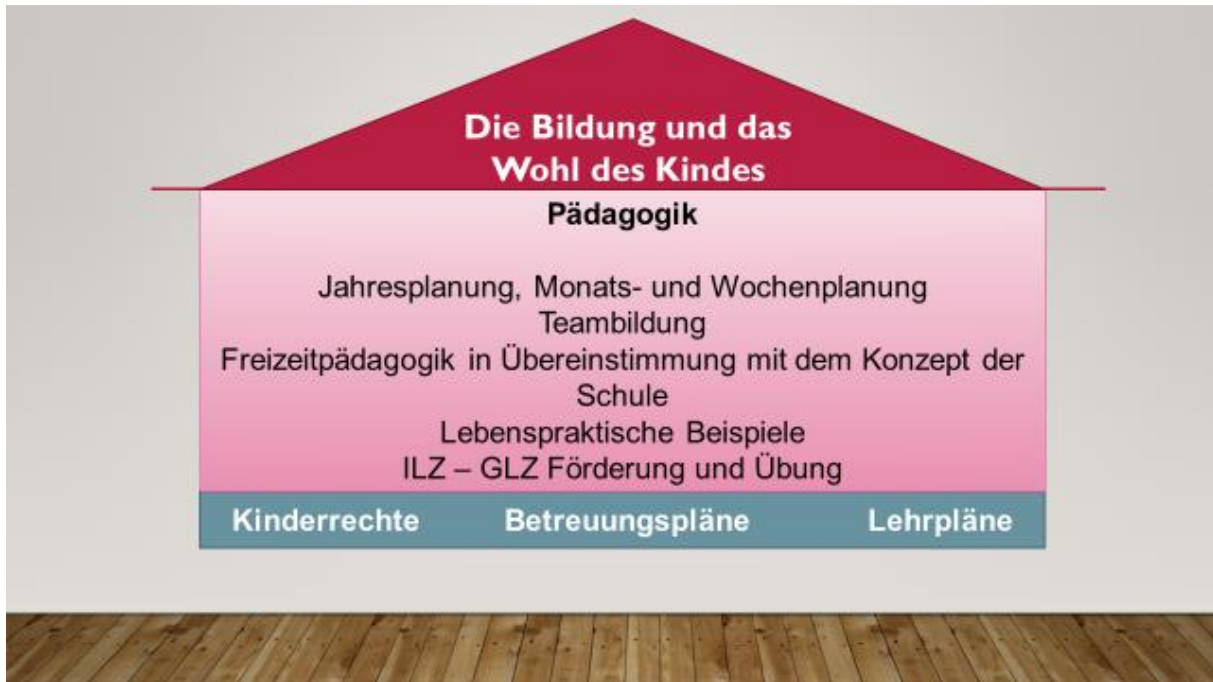 Die Bildung und das
Wohl des Kindes
Pädagogik
Jahresplanung, Monats- und Wochenplanung
Teambildung
Freizeitpädagogik in Übereinstimmung mit dem Konzept der
Schule
Lebenspraktische Beispiele
ILZ – GLZ Förderung und Übung
Kinderrechte Betreuungspläne Lehrpläne